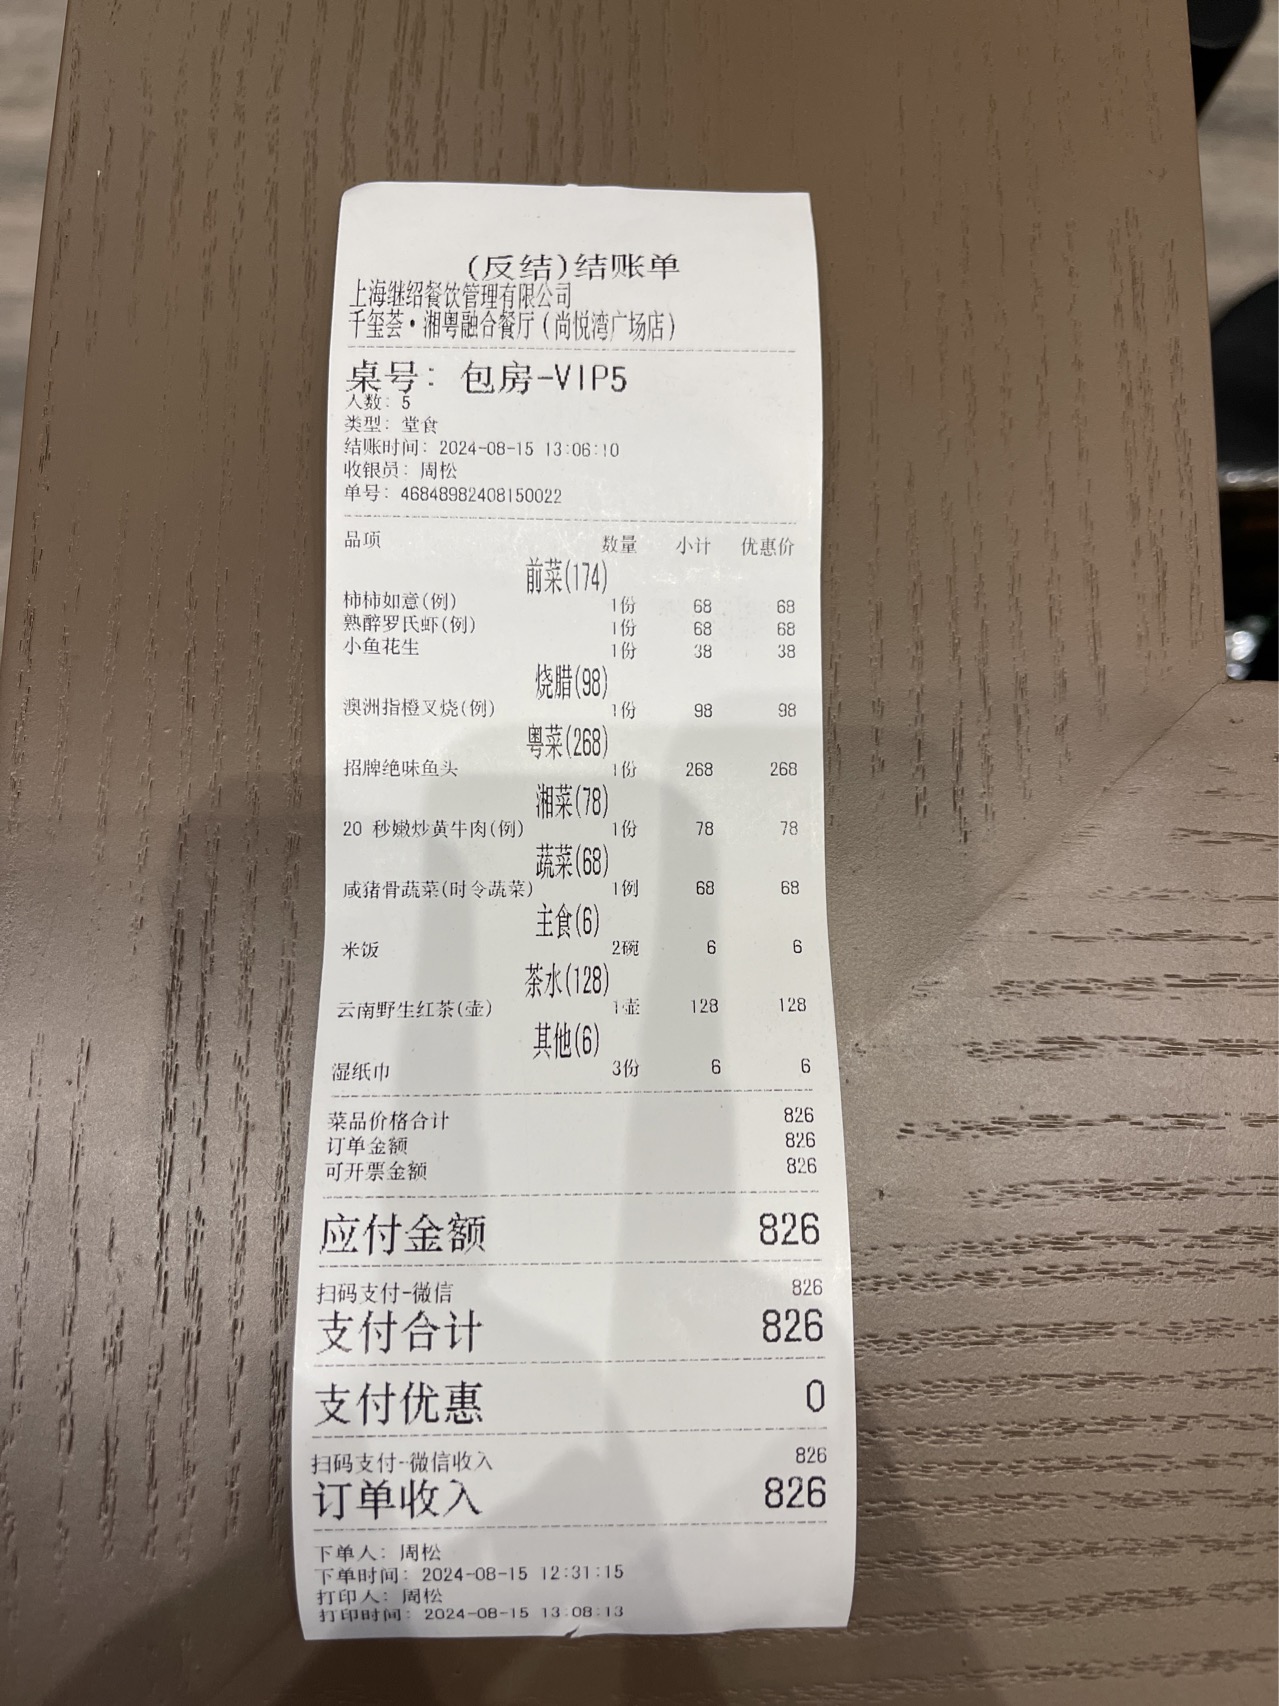 (反结)结账单
上海继绍餐饮管理有限公司
千玺荟•湘粤融合餐厅(尚悦湾广场店)
桌号: 包房-VIP5
人数: 5
类型: 堂食
结账时间: 2024-08-15 13:06:10
收银员: 周松
单号: 46848982408150022
品项 数量 小计 优惠价
前菜(174)
柿柿如意(例) 1份 68 68
熟醉罗氏虾(例) 1份 68 68
小鱼花生 1份 38 38
烧腊(98)
澳洲指橙叉烧(例) 1份 98 98
粤菜(268)
招牌绝味鱼头 1份 268 268
湘菜(78)
20 秒嫩炒黄牛肉(例) 1份 78 78
蔬菜(68)
咸猪骨蔬菜(时令蔬菜) 1例 68 68
主食(6)
米饭 2碗 6 6
茶水(128)
云南野生红茶(壶) 1壶 128 128
其他(6)
湿纸巾 3份 6 6
菜品价格合计 826
订单金额 826
可开票金额 826
应付金额 826
扫码支付-微信 826
支付合计 826
支付优惠 0
扫码支付-微信收入 826
订单收入 826
下单人: 周松
下单时间: 2024-08-15 12:31:15
打印人: 周松
打印时间: 2024-08-15 13:08:13